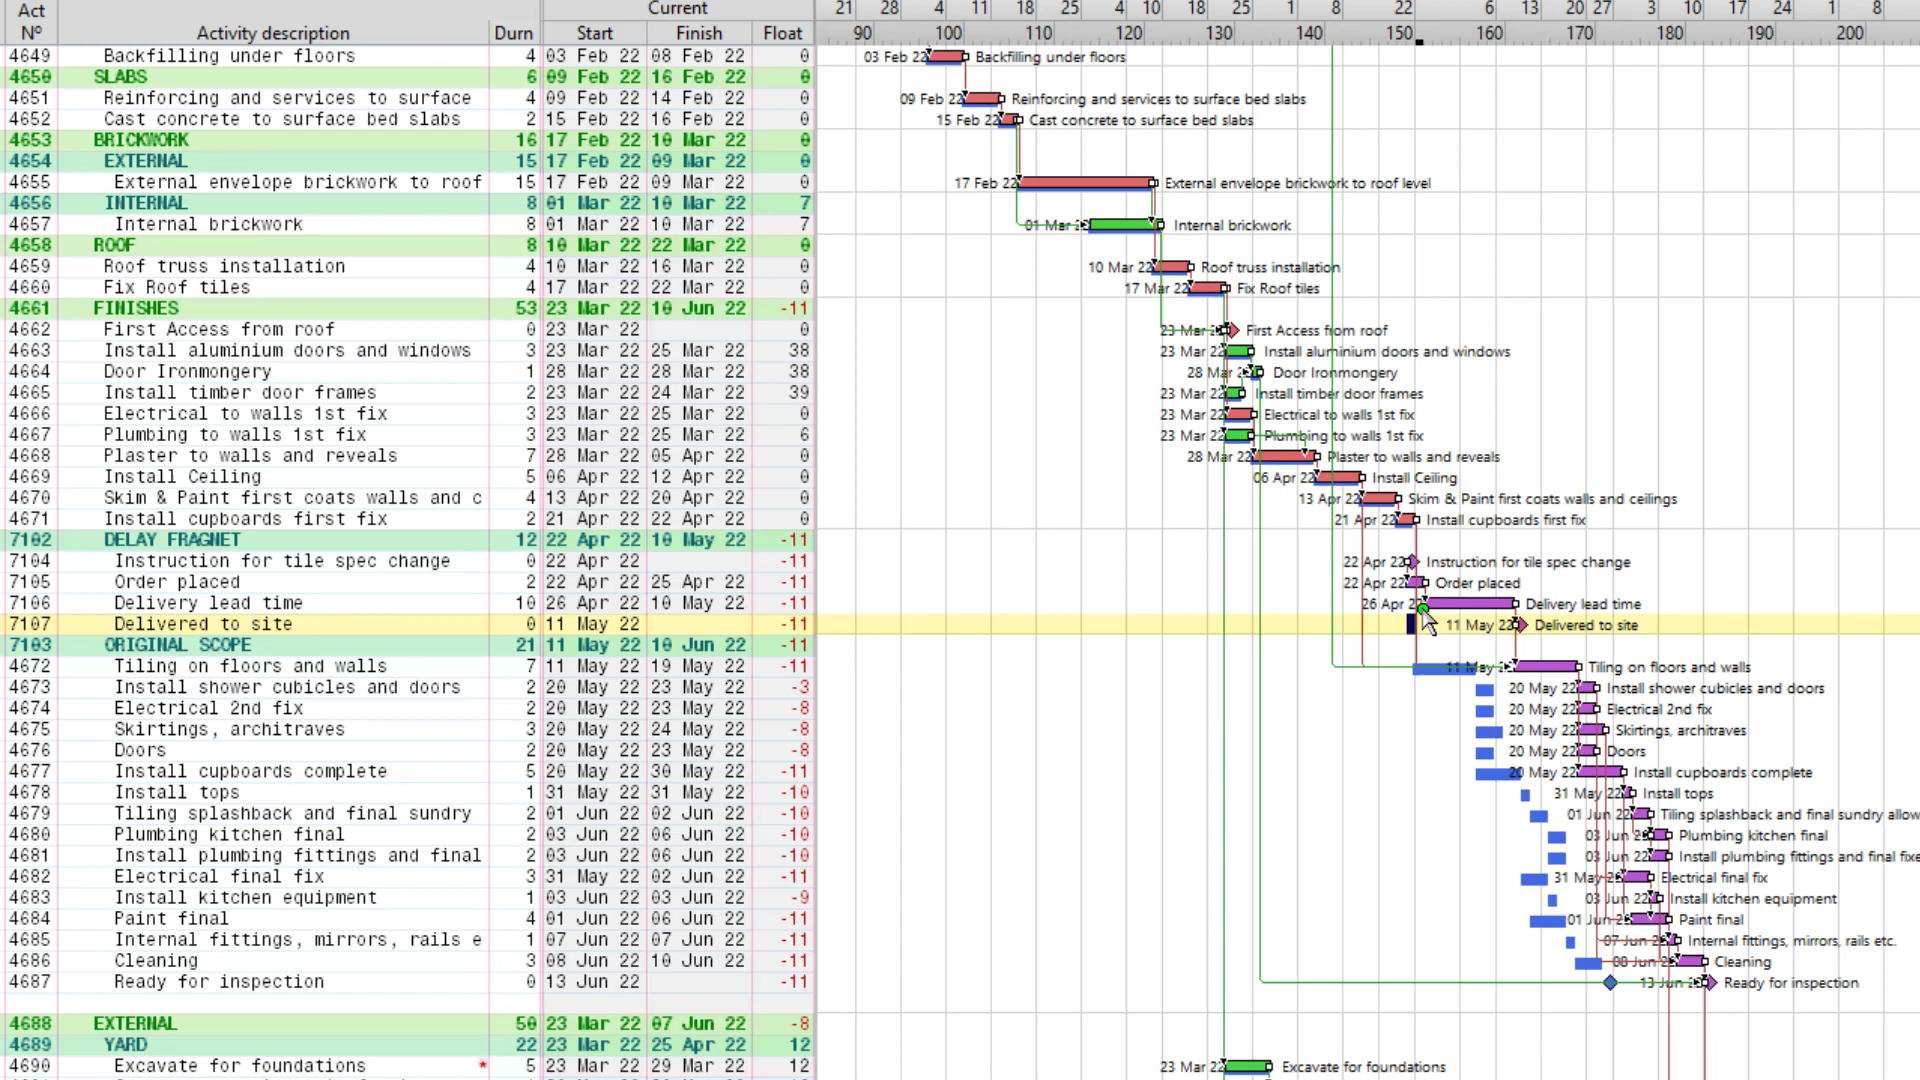 Act Current 21 28 4 11 18 25 4 10 18 25 1 8 22 6 13 20 27 3 10 17 24 1 8
Nº Activity description Durn Start Finish Float 90 100 110 120 130 140 150 160 170 180 190 200
4649 Backfilling under floors 4 03 Feb 22 08 Feb 22 0 03 Feb 22 Backfilling under floors
4650 SLABS 6 09 Feb 22 16 Feb 22 0
4651 Reinforcing and services to surface 4 09 Feb 22 14 Feb 22 0 09 Feb 22 Reinforcing and services to surface bed slabs
4652 Cast concrete to surface bed slabs 2 15 Feb 22 16 Feb 22 0 15 Feb 22 Cast concrete to surface bed slabs
4653 BRICKWORK 16 17 Feb 22 10 Mar 22 0
4654 EXTERNAL 15 17 Feb 22 09 Mar 22 0
4655 External envelope brickwork to roof 15 17 Feb 22 09 Mar 22 0 17 Feb 22 External envelope brickwork to roof level
4656 INTERNAL 8 01 Mar 22 10 Mar 22 7
4657 Internal brickwork 8 01 Mar 22 10 Mar 22 7 01 Mar 22 Internal brickwork
4658 ROOF 8 10 Mar 22 22 Mar 22 0
4659 Roof truss installation 4 10 Mar 22 16 Mar 22 0 10 Mar 22 Roof truss installation
4660 Fix Roof tiles 4 17 Mar 22 22 Mar 22 0 17 Mar 22 Fix Roof tiles
4661 FINISHES 53 23 Mar 22 10 Jun 22 -11
4662 First Access from roof 0 23 Mar 22 0 23 Mar 22 First Access from roof
4663 Install aluminium doors and windows 3 23 Mar 22 25 Mar 22 38 23 Mar 22 Install aluminium doors and windows
4664 Door Ironmongery 1 28 Mar 22 28 Mar 22 38 28 Mar 22 Door Ironmongery
4665 Install timber door frames 2 23 Mar 22 24 Mar 22 39 23 Mar 22 Install timber door frames
4666 Electrical to walls 1st fix 3 23 Mar 22 25 Mar 22 0 23 Mar 22 Electrical to walls 1st fix
4667 Plumbing to walls 1st fix 3 23 Mar 22 25 Mar 22 6 23 Mar 22 Plumbing to walls 1st fix
4668 Plaster to walls and reveals 7 28 Mar 22 05 Apr 22 0 28 Mar 22 Plaster to walls and reveals
4669 Install Ceiling 5 06 Apr 22 12 Apr 22 0 06 Apr 22 Install Ceiling
4670 Skim & Paint first coats walls and c 4 13 Apr 22 20 Apr 22 0 13 Apr 22 Skim & Paint first coats walls and ceilings
4671 Install cupboards first fix 2 21 Apr 22 22 Apr 22 0 21 Apr 22 Install cupboards first fix
7102 DELAY FRAGNET 12 22 Apr 22 10 May 22 -11
7104 Instruction for tile spec change 0 22 Apr 22 -11 22 Apr 22 Instruction for tile spec change
7105 Order placed 2 22 Apr 22 25 Apr 22 -11 22 Apr 22 Order placed
7106 Delivery lead time 10 26 Apr 22 10 May 22 -11 26 Apr 2 Delivery lead time
7107 Delivered to site 0 11 May 22 -11 11 May 22 Delivered to site
7103 ORIGINAL SCOPE 21 11 May 22 10 Jun 22 -11
4672 Tiling on floors and walls 7 11 May 22 19 May 22 -11 11 May Tiling on floors and walls
4673 Install shower cubicles and doors 2 20 May 22 23 May 22 -3 20 May 22 Install shower cubicles and doors
4674 Electrical 2nd fix 2 20 May 22 23 May 22 -8 20 May 22 Electrical 2nd fix
4675 Skirtings, architraves 3 20 May 22 24 May 22 -8 20 May 22 Skirtings, architraves
4676 Doors 2 20 May 22 23 May 22 -8 20 May 22 Doors
4677 Install cupboards complete 5 20 May 22 30 May 22 -11 20 May 22 Install cupboards complete
4678 Install tops 1 31 May 22 31 May 22 -10 31 May 22 Install tops
4679 Tiling splashback and final sundry 2 01 Jun 22 02 Jun 22 -10 01 Jun 22 Tiling splashback and final sundry allow
4680 Plumbing kitchen final 2 03 Jun 22 06 Jun 22 -10 03 Jun 22 Plumbing kitchen final
4681 Install plumbing fittings and final 2 03 Jun 22 06 Jun 22 -10 03 Jun 22 Install plumbing fittings and final fixe
4682 Electrical final fix 3 31 May 22 02 Jun 22 -11 31 May 22 Electrical final fix
4683 Install kitchen equipment 1 03 Jun 22 03 Jun 22 -9 03 Jun 22 Install kitchen equipment
4684 Paint final 4 01 Jun 22 06 Jun 22 -11 01 Jun 22 Paint final
4685 Internal fittings, mirrors, rails e 1 07 Jun 22 07 Jun 22 -11 07 Jun 22 Internal fittings, mirrors, rails etc.
4686 Cleaning 3 08 Jun 22 10 Jun 22 -11 08 Jun 22 Cleaning
4687 Ready for inspection 0 13 Jun 22 -11 13 Jun 22 Ready for inspection
4688 EXTERNAL 50 23 Mar 22 07 Jun 22 -8
4689 YARD 22 23 Mar 22 25 Apr 22 12
4690 Excavate for foundations * 5 23 Mar 22 29 Mar 22 12 23 Mar 22 Excavate for foundations